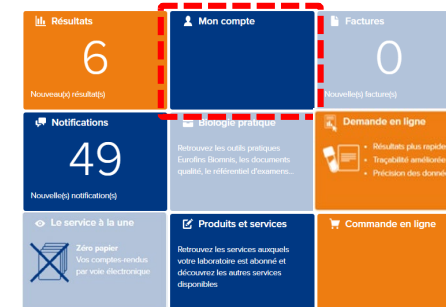 Résultats
6
Nouveau(x) résultat(s)
Mon compte
Factures
0
Nouvelle(s) facture(s)
Notifications
49
Nouvelle(s) notification(s)
Biologie pratique
Retrouvez les outils pratiques
Eurofins Biomnis, les documents
qualité, le référentiel d'examens...
Demande en ligne
• Résultats plus rapide
• Traçabilité améliorée
• Précision des donnée
Le service à la une
Zéro papier
Vos comptes-rendus
par voie électronique
Produits et services
Retrouvez les services auxquels
votre laboratoire est abonné et
découvrez les autres services
disponibles
Commande en ligne